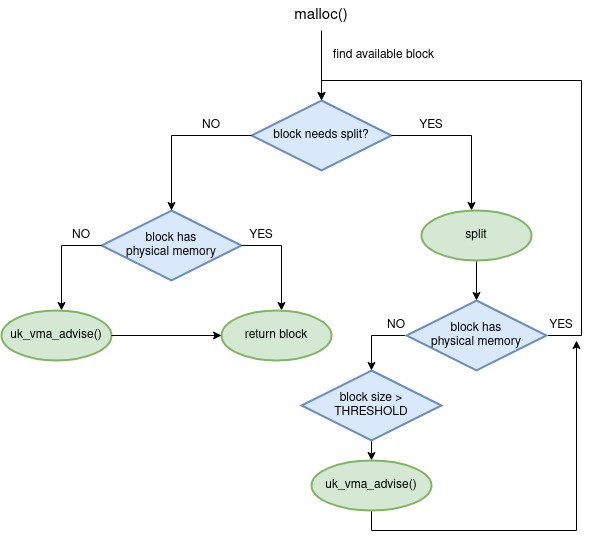 malloc()
find available block
NO
YES
block needs split?
NO
YES
block has
physical memory
split
uk_vma_advise()
return block
NO
YES
block has
physical memory
block size >
THRESHOLD
uk_vma_advise()